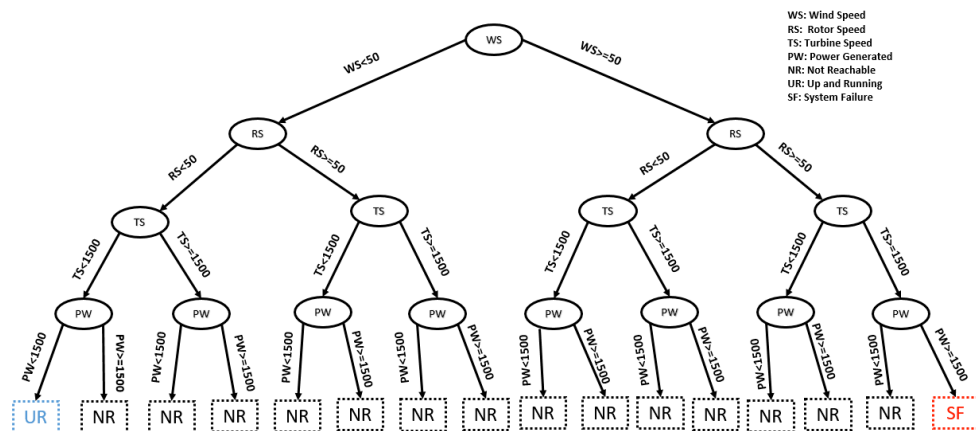 WS: Wind Speed
RS: Rotor Speed
TS: Turbine Speed
PW: Power Generated
NR: Not Reachable
UR: Up and Running
SF: System Failure
WS
WS<50
WS>=50
RS
RS
RS<50
RS>=50
RS<50
RS>=50
TS
TS
TS
TS
TS<1500
TS>=1500
TS<1500
TS>=1500
TS<1500
TS>=1500
TS<1500
TS>=1500
PW
PW
PW
PW
PW
PW
PW
PW
PW<1500
PW>=1500
PW<1500
PW>=1500
PW<1500
PW>=1500
PW<1500
PW>=1500
PW<1500
PW>=1500
PW<1500
PW>=1500
PW<1500
PW>=1500
PW<1500
PW>=1500
UR
NR
NR
NR
NR
NR
NR
NR
NR
NR
NR
NR
NR
NR
NR
SF